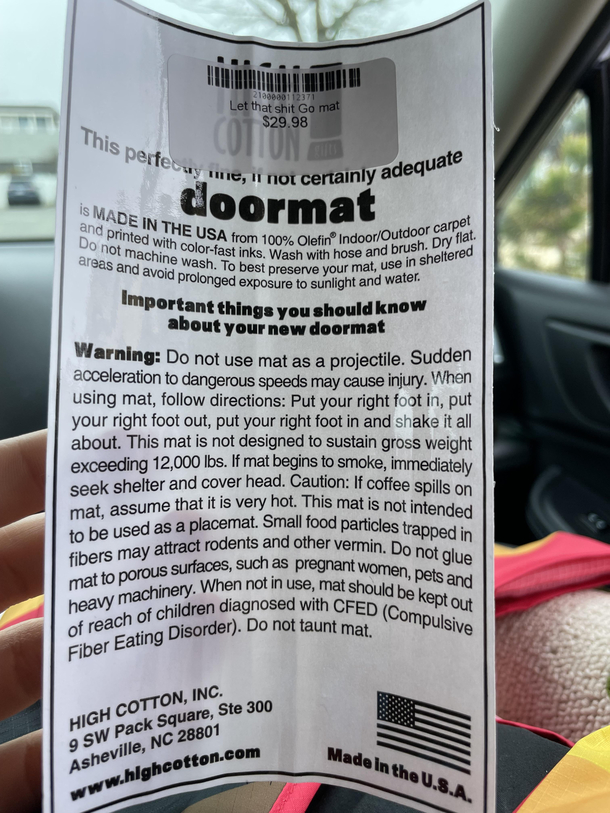 2100000112371
Let that shit Go mat
$29.98
COTTON
This perfectly fine, if not certainly adequate
doormat
is MADE IN THE USA from 100% Olefin® Indoor/Outdoor carpet
and printed with color-fast inks. Wash with hose and brush. Dry flat.
Do not machine wash. To best preserve your mat, use in sheltered
areas and avoid prolonged exposure to sunlight and water.
Important things you should know
about your new doormat
Warning: Do not use mat as a projectile. Sudden
acceleration to dangerous speeds may cause injury. When
using mat, follow directions: Put your right foot in, put
your right foot out, put your right foot in and shake it all
about. This mat is not designed to sustain gross weight
exceeding 12,000 lbs. If mat begins to smoke, immediately
seek shelter and cover head. Caution: If coffee spills on
mat, assume that it is very hot. This mat is not intended
to be used as a placemat. Small food particles trapped in
fibers may attract rodents and other vermin. Do not glue
mat to porous surfaces, such as pregnant women, pets and
heavy machinery. When not in use, mat should be kept out
of reach of children diagnosed with CFED (Compulsive
Fiber Eating Disorder). Do not taunt mat.
HIGH COTTON, INC.
9 SW Pack Square, Ste 300
Asheville, NC 28801
www.highcotton.com
Made in the U.S.A.